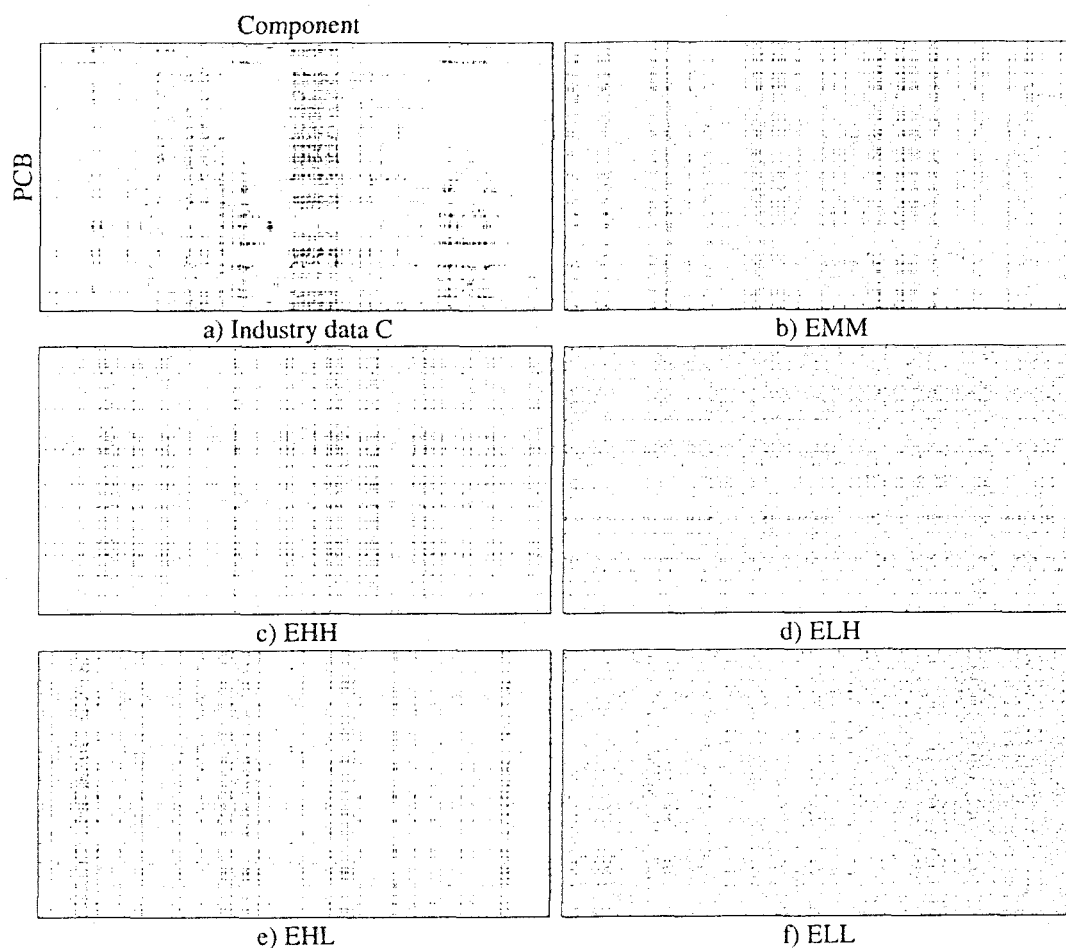 Component
PCB
a) Industry data C
b) EMM
c) EHH
d) ELH
e) EHL
f) ELL